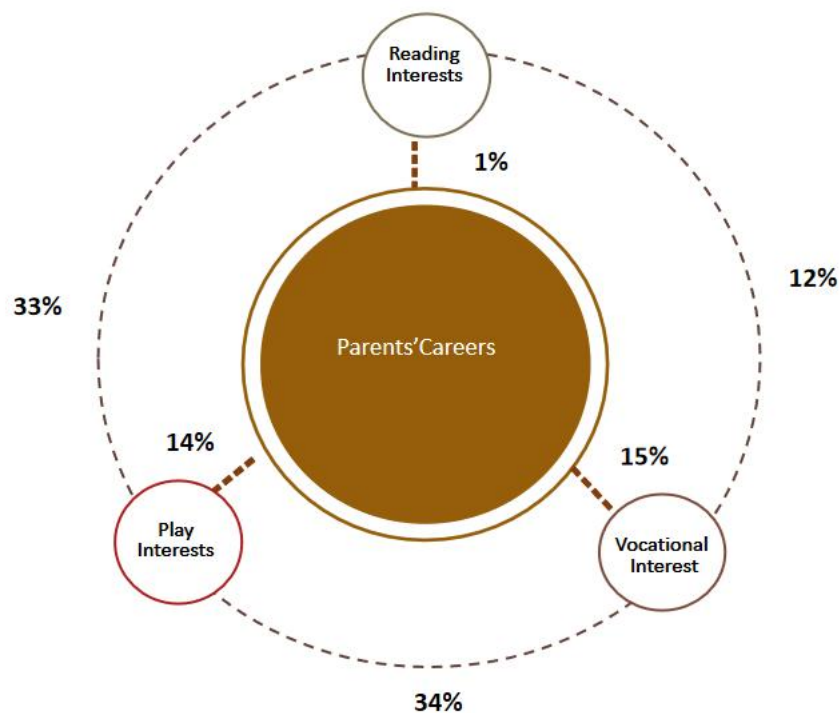 Reading
Interests
1%
12%
33%
Parents'Careers
14%
15%
Play
Interests
Vocational
Interest
34%